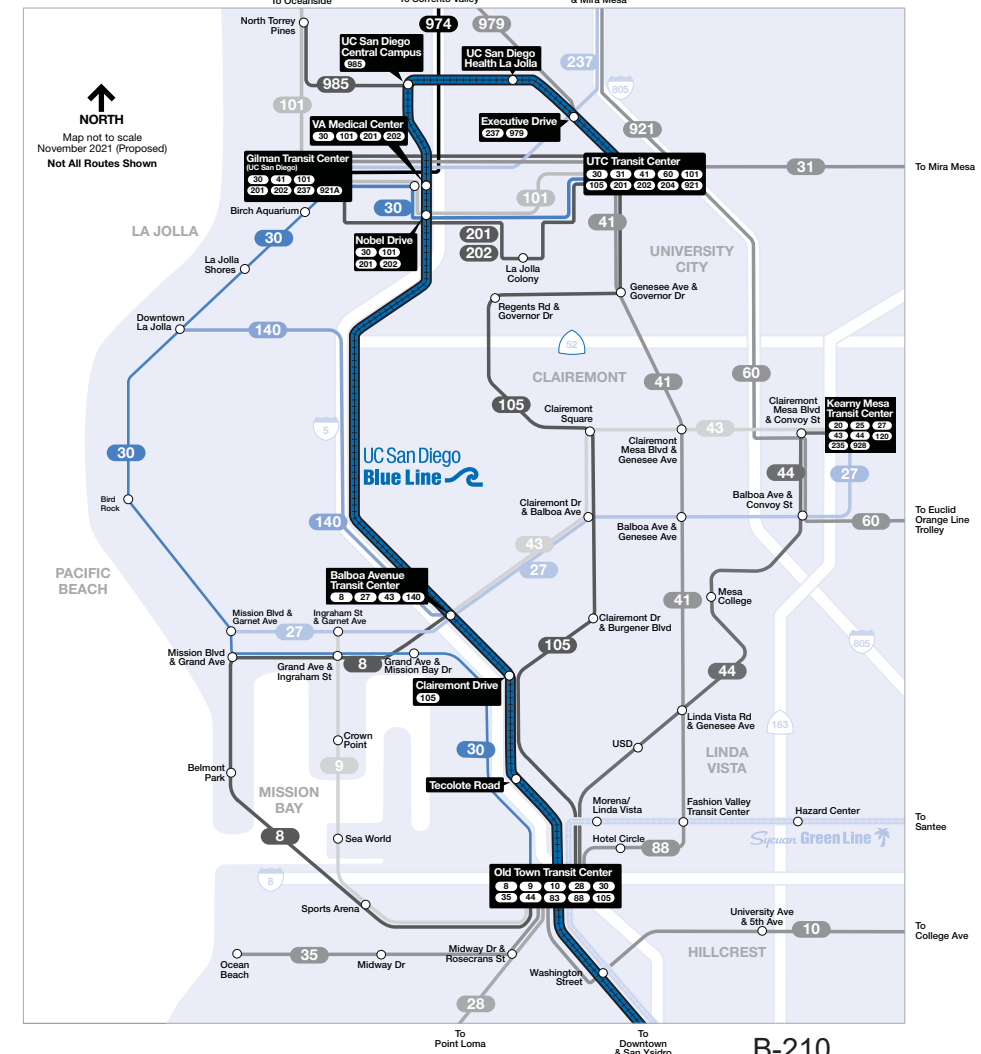 To Oceanside
To Sorrento Valley
& Mira Mesa
North Torrey
Pines
974
979
UC San Diego
Central Campus
985
UC San Diego
Health La Jolla
237
805
985
101
NORTH
Map not to scale
November 2021 (Proposed)
Not All Routes Shown
VA Medical Center
30 101 201 202
Executive Drive
237 979
921
Gilman Transit Center
(UC San Diego)
30 41 101
201 202 237 921A
UTC Transit Center
30 31 41 60 101
105 201 202 204 921
31
To Mira Mesa
Birch Aquarium
30
101
41
LA JOLLA
30
Nobel Drive
30 101
201 202
201
202
La Jolla
Colony
UNIVERSITY
CITY
La Jolla
Shores
Genesee Ave &
Governor Dr
Regents Rd &
Governor Dr
Downtown
La Jolla
140
52
CLAIREMONT
60
41
105
Clairemont
Square
Clairemont
Mesa Blvd
& Convoy St
Kearny Mesa
Transit Center
20 25 27
43 44 120
235 928
5
43
Clairemont
Mesa Blvd &
Genesee Ave
30
UC San Diego
Blue Line
44
27
Bird
Rock
Clairemont Dr
& Balboa Ave
Balboa Ave &
Convoy St
140
Balboa Ave &
Genesee Ave
60
To Euclid
Orange Line
Trolley
43
27
PACIFIC
BEACH
Balboa Avenue
Transit Center
8 27 43 140
41
Mesa
College
Mission Blvd &
Garnet Ave
Ingraham St
& Garnet Ave
27
Clairemont Dr
& Burgener Blvd
805
Mission Blvd
& Grand Ave
Grand Ave &
Ingraham St
8
Grand Ave &
Mission Bay Dr
105
44
Clairemont Drive
105
Linda Vista Rd
& Genesee Ave
163
Crown
Point
30
USD
LINDA
VISTA
Belmont
Park
9
Tecolote Road
MISSION
BAY
Morena/
Linda Vista
Fashion Valley
Transit Center
Hazard Center
To
Santee
8
Sea World
Hotel Circle
88
Sycuan Green Line
8
Old Town Transit Center
8 9 10 28 30
35 44 83 88 105
Sports Arena
University Ave
& 5th Ave
10
To
College Ave
35
Ocean
Beach
Midway Dr
Midway Dr &
Rosecrans St
HILLCREST
Washington
Street
28
To
Point Loma
To
Downtown
& San Ysidro
B-210